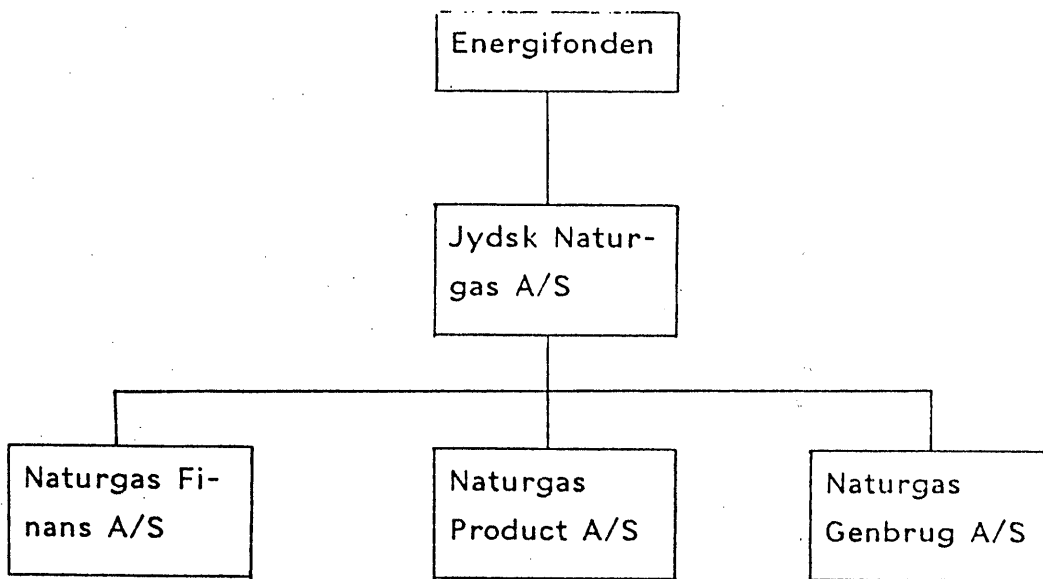 Energifonden
Jydsk Natur-
gas A/S
Naturgas Fi-
nans A/S
Naturgas
Product A/S
Naturgas
Genbrug A/S